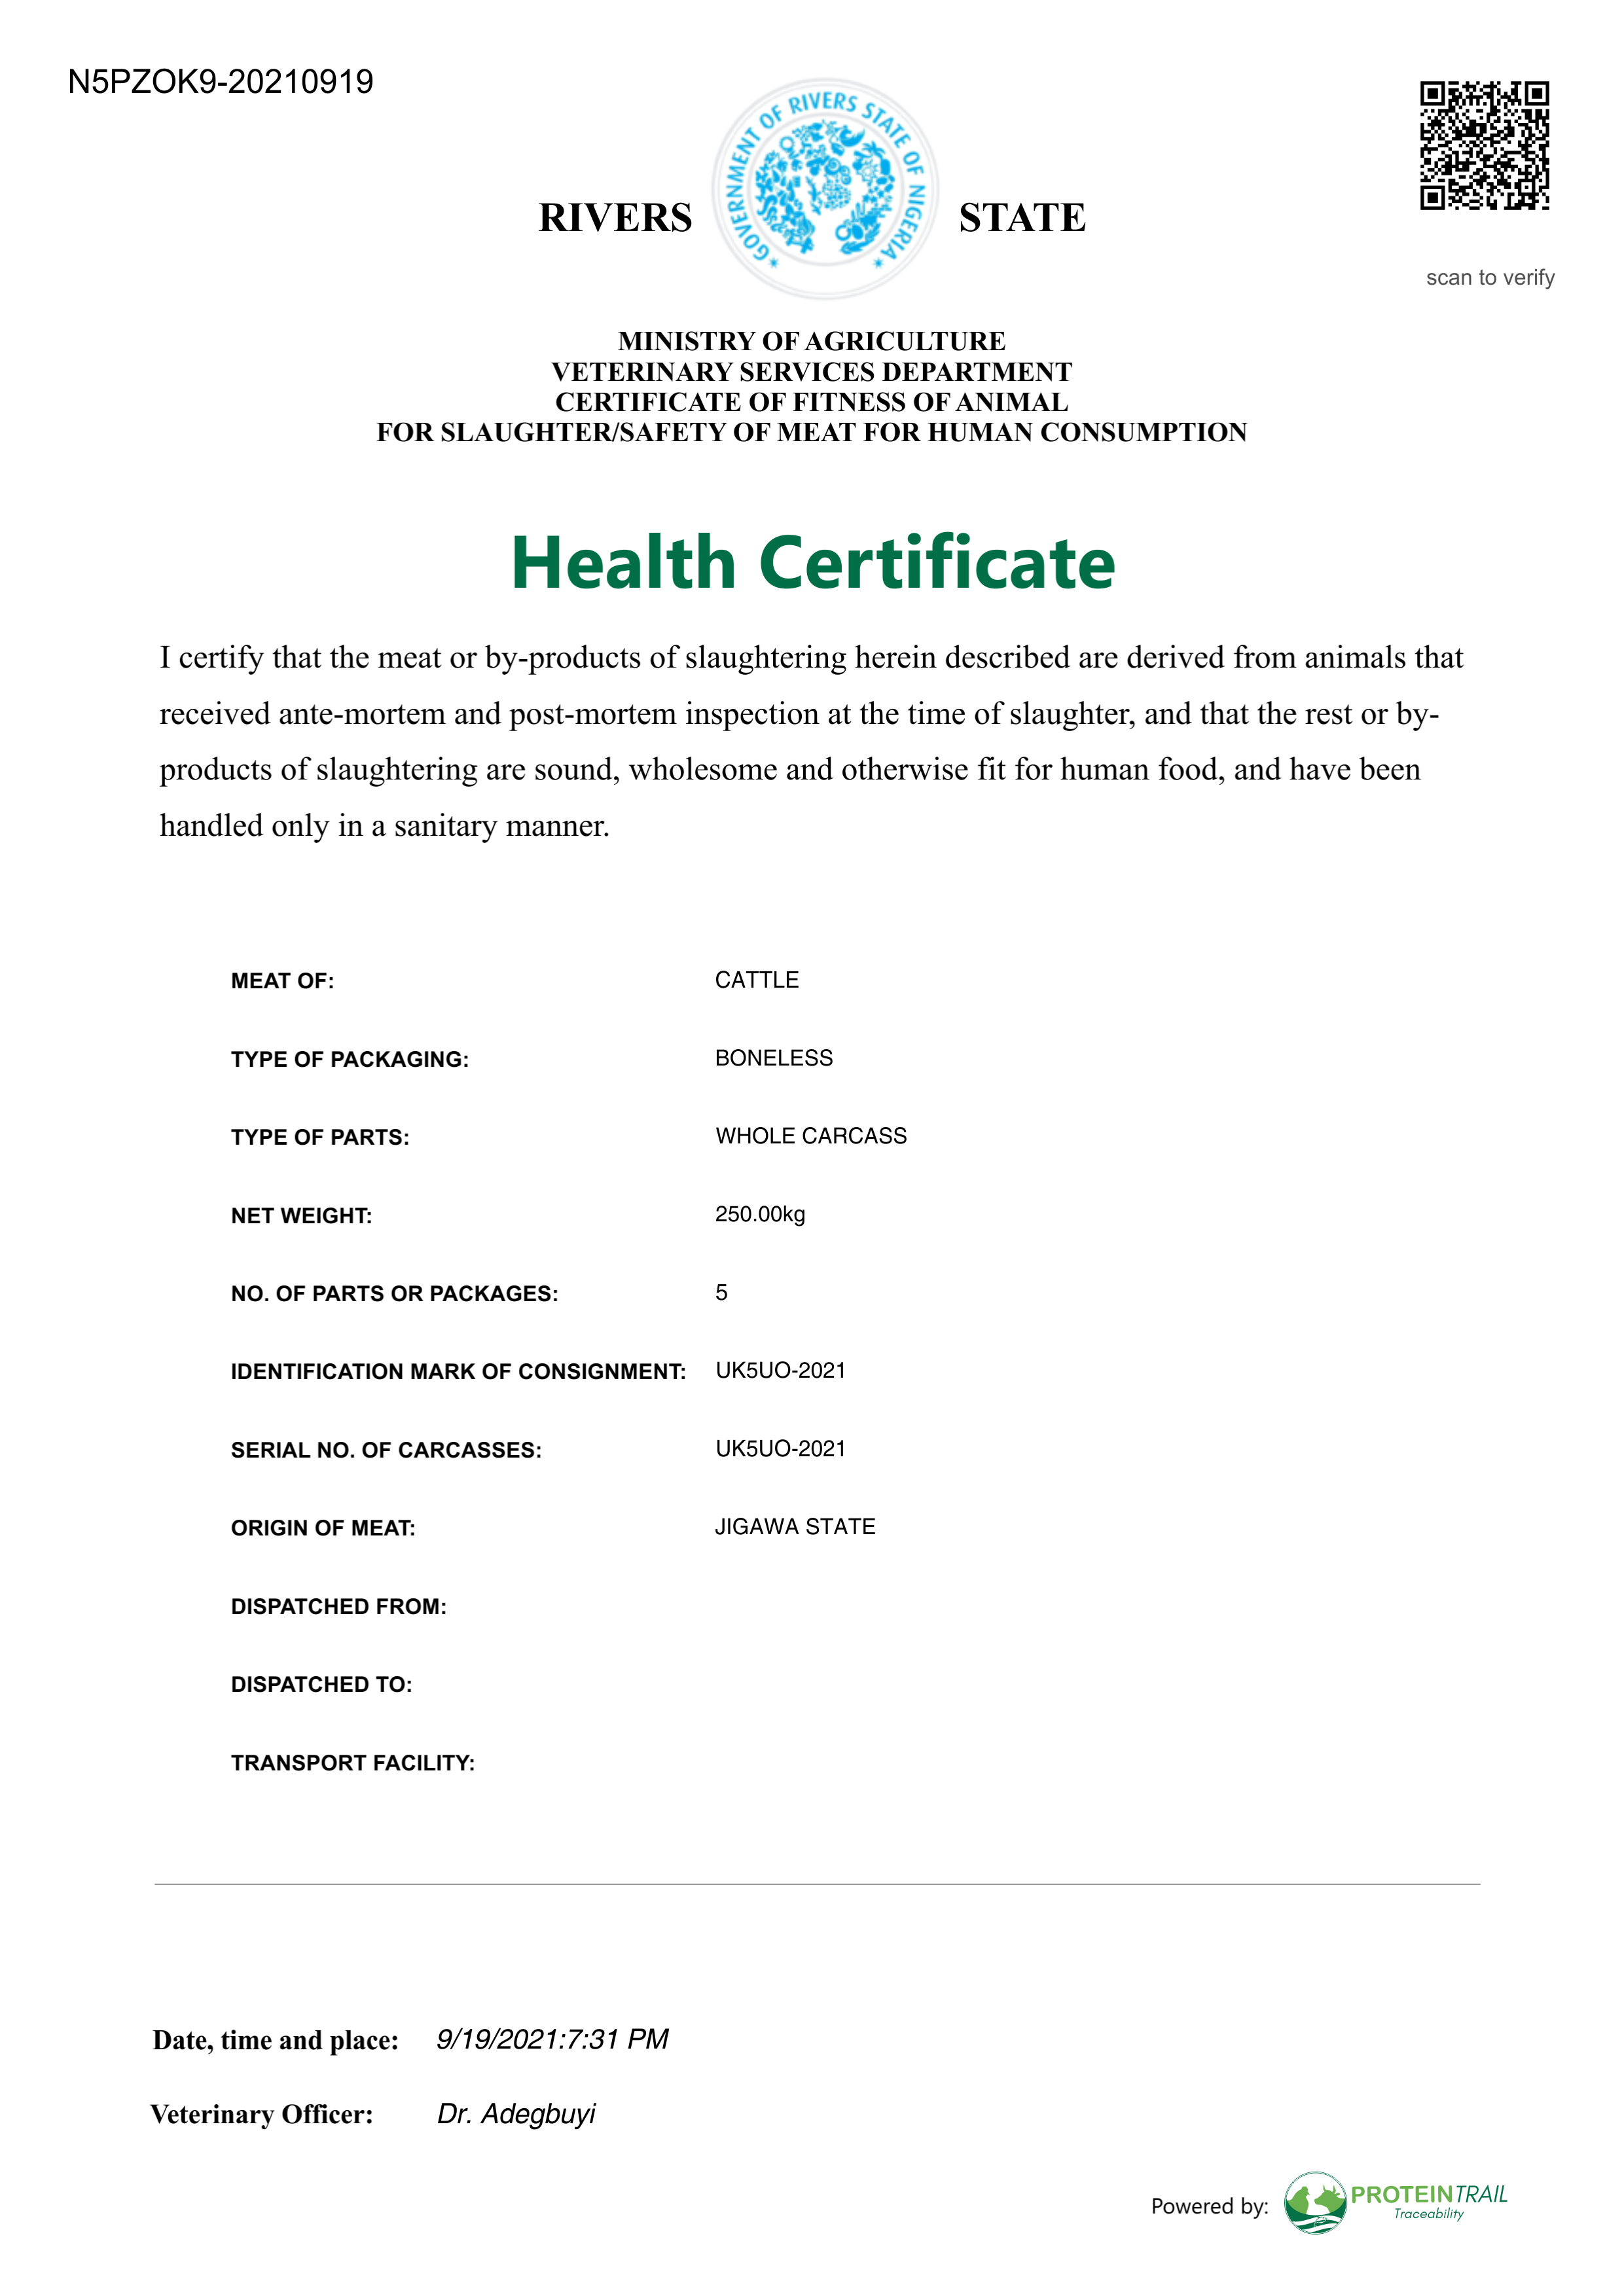 N5PZOK9-20210919
GOVERNMENT OF RIVERS STATE OF NIGERIA
RIVERS STATE
scan to verify
MINISTRY OF AGRICULTURE
VETERINARY SERVICES DEPARTMENT
CERTIFICATE OF FITNESS OF ANIMAL
FOR SLAUGHTER/SAFETY OF MEAT FOR HUMAN CONSUMPTION
Health Certificate
I certify that the meat or by-products of slaughtering herein described are derived from animals that
received ante-mortem and post-mortem inspection at the time of slaughter, and that the rest or by-
products of slaughtering are sound, wholesome and otherwise fit for human food, and have been
handled only in a sanitary manner.
MEAT OF: CATTLE
TYPE OF PACKAGING: BONELESS
TYPE OF PARTS: WHOLE CARCASS
NET WEIGHT: 250.00kg
NO. OF PARTS OR PACKAGES: 5
IDENTIFICATION MARK OF CONSIGNMENT: UK5UO-2021
SERIAL NO. OF CARCASSES: UK5UO-2021
ORIGIN OF MEAT: JIGAWA STATE
DISPATCHED FROM:
DISPATCHED TO:
TRANSPORT FACILITY:
Date, time and place: 9/19/2021:7:31 PM
Veterinary Officer: Dr. Adegbuyi
Powered by: PROTEINTRAIL
Traceability